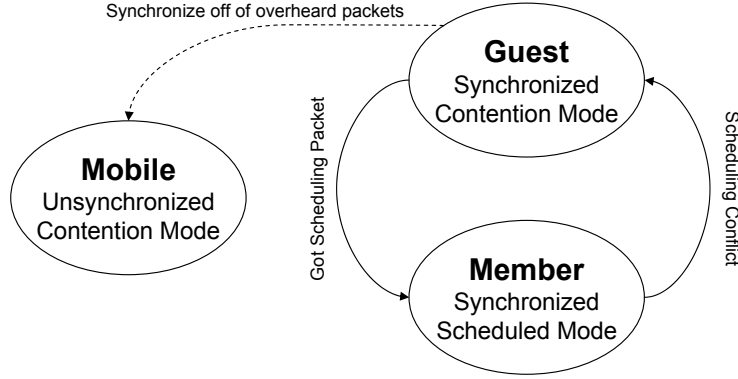 Synchronize off of overheard packets
Guest
Synchronized
Contention Mode
Mobile
Unsynchronized
Contention Mode
Got Scheduling Packet
Scheduling Conflict
Member
Synchronized
Scheduled Mode